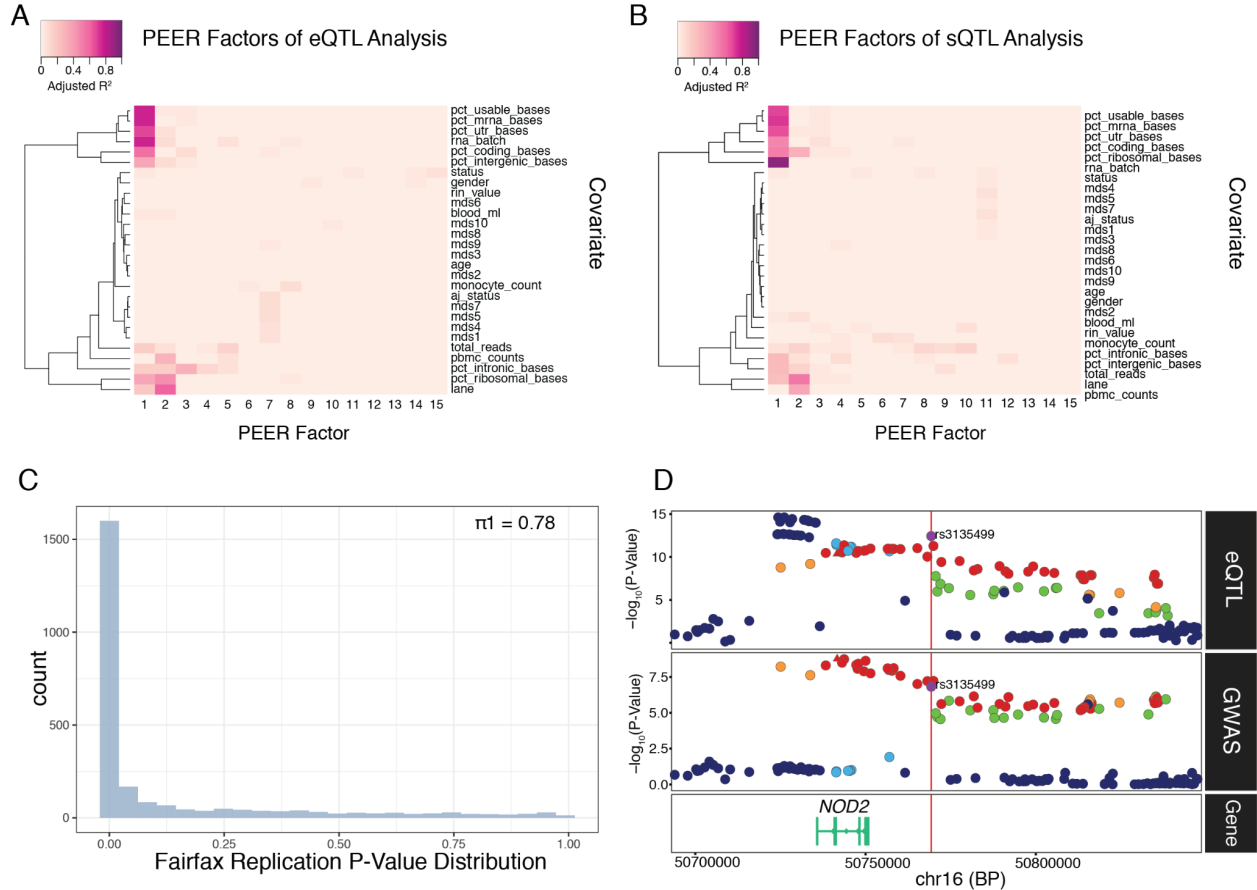 A
PEER Factors of eQTL Analysis
0 0.4 0.8
Adjusted R²
pct_usable_bases
pct_mrna_bases
pct_utr_bases
rna_batch
pct_coding_bases
pct_intergenic_bases
status
gender
rin_value
mds6
blood_ml
mds10
mds8
mds9
mds3
age
mds2
monocyte_count
aj_status
mds7
mds5
mds4
mds1
total_reads
pbmc_counts
pct_intronic_bases
pct_ribosomal_bases
lane
Covariate
1 2 3 4 5 6 7 8 9 10 11 12 13 14 15
PEER Factor
B
PEER Factors of sQTL Analysis
0 0.4 0.8
Adjusted R²
pct_usable_bases
pct_mrna_bases
pct_utr_bases
pct_coding_bases
pct_ribosomal_bases
rna_batch
status
mds4
mds5
mds7
aj_status
mds1
mds3
mds8
mds6
mds10
mds9
age
gender
mds2
blood_ml
rin_value
monocyte_count
pct_intronic_bases
pct_intergenic_bases
total_reads
lane
pbmc_counts
Covariate
1 2 3 4 5 6 7 8 9 10 11 12 13 14 15
PEER Factor
C
π1 = 0.78
1500
1000
500
0
count
0.00 0.25 0.50 0.75 1.00
Fairfax Replication P-Value Distribution
D
15
10
5
−log₁₀(P-Value)
rs3135499
eQTL
7.5
5.0
2.5
0.0
−log₁₀(P-Value)
rs3135499
GWAS
NOD2
Gene
50700000 50750000 50800000
chr16 (BP)